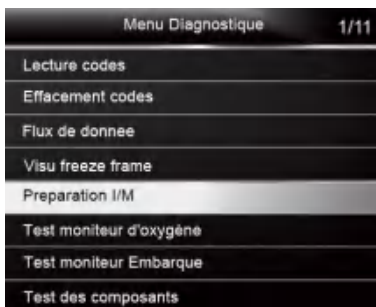 Menu Diagnostique 1/11
Lecture codes
Effacement codes
Flux de donnee
Visu freeze frame
Preparation I/M
Test moniteur d'oxygène
Test moniteur Embarque
Test des composants